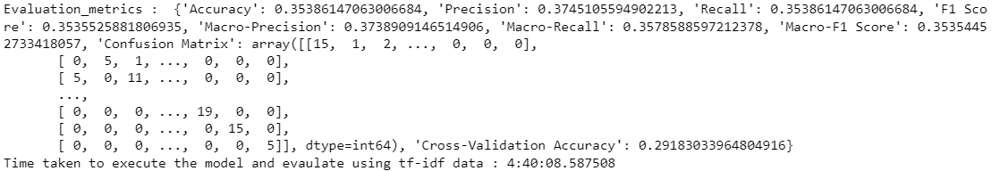 Evaluation_metrics :  {'Accuracy': 0.35386147063006684, 'Precision': 0.3745105594902213, 'Recall': 0.35386147063006684, 'F1 Sco
re': 0.3535525881806935, 'Macro-Precision': 0.3738909146514906, 'Macro-Recall': 0.3578588597212378, 'Macro-F1 Score': 0.3535445
2733418057, 'Confusion Matrix': array([[15,  1,  2, ...,  0,  0,  0],
       [ 0,  5,  1, ...,  0,  0,  0],
       [ 5,  0, 11, ...,  0,  0,  0],
       ...,
       [ 0,  0,  0, ..., 19,  0,  0],
       [ 0,  0,  0, ...,  0, 15,  0],
       [ 0,  0,  0, ...,  0,  0,  5]], dtype=int64), 'Cross-Validation Accuracy': 0.29183033964804916}
Time taken to execute the model and evaulate using tf-idf data : 4:40:08.587508